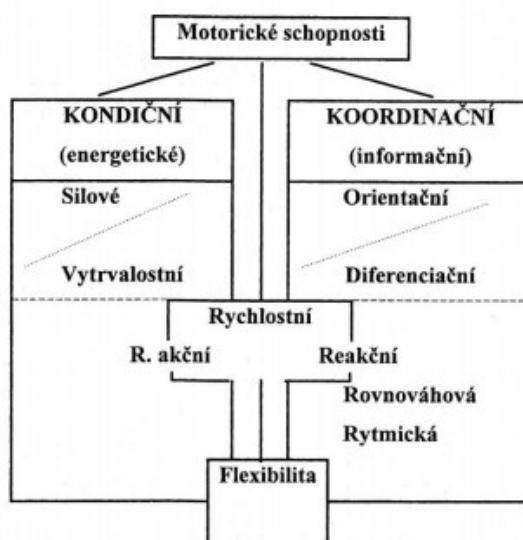 Motorické schopnosti
KONDIČNÍ
(energetické)
KOORDINAČNÍ
(informační)
Silové
Vytrvalostní
Orientační
Diferenciační
Rychlostní
R. akční
Reakční
Rovnováhová
Rytmická
Flexibilita